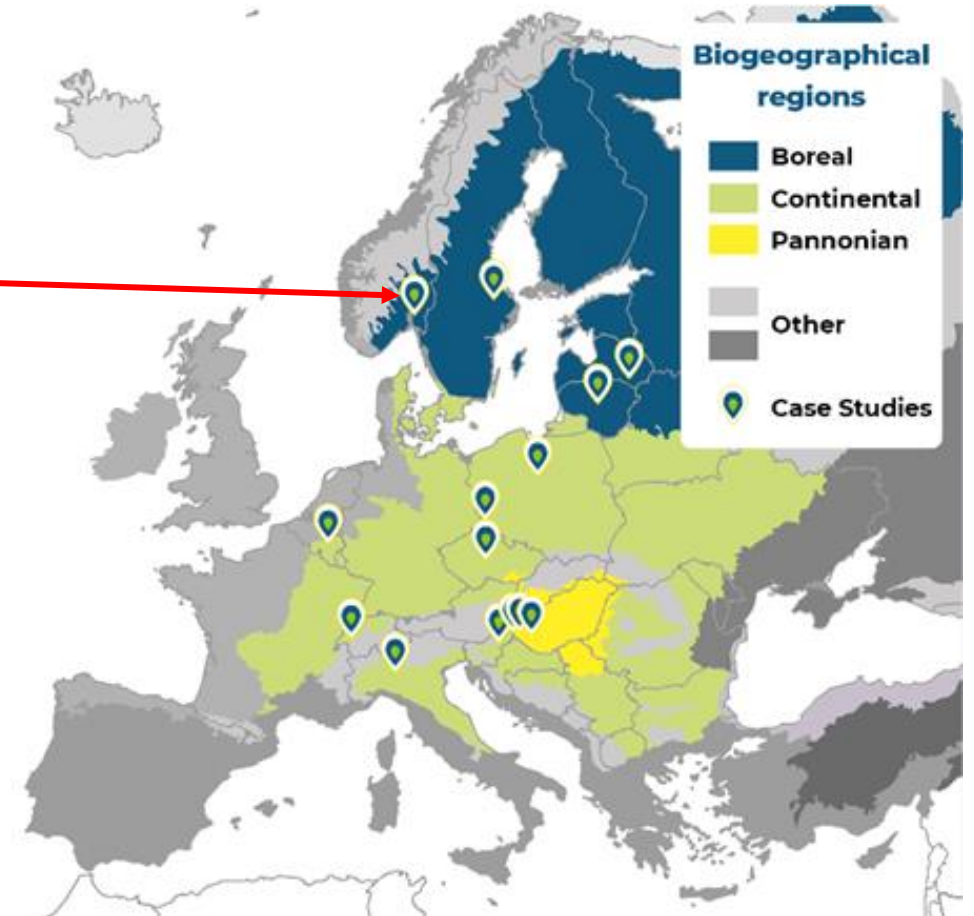 Biogeographical
regions
Boreal
Continental
Pannonian
Other
Case Studies